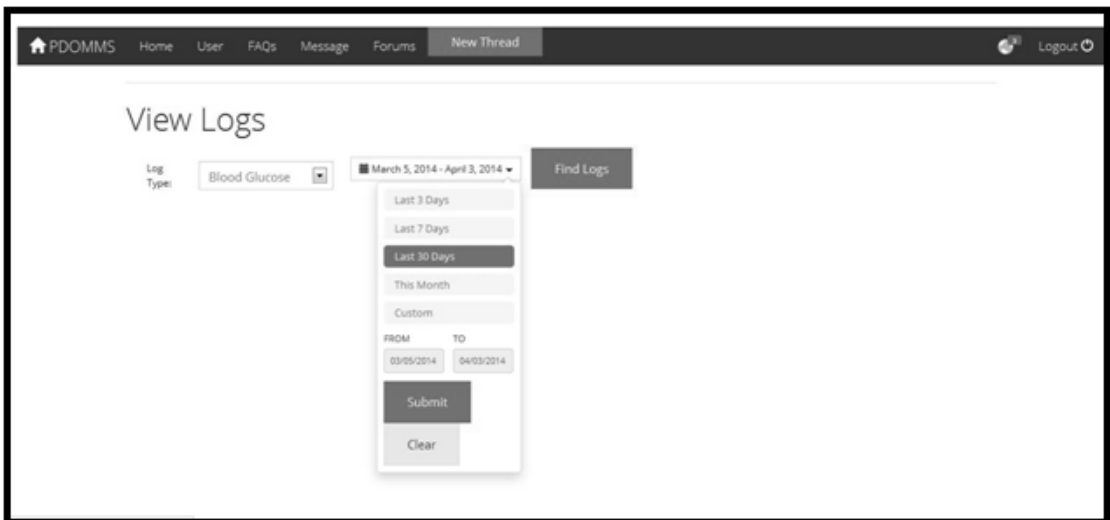 PDOMMS Home User FAQs Message Forums New Thread Logout
View Logs
Log
Type:
Blood Glucose
March 5, 2014 - April 3, 2014
Find Logs
Last 3 Days
Last 7 Days
Last 30 Days
This Month
Custom
FROM TO
03/05/2014 04/03/2014
Submit
Clear